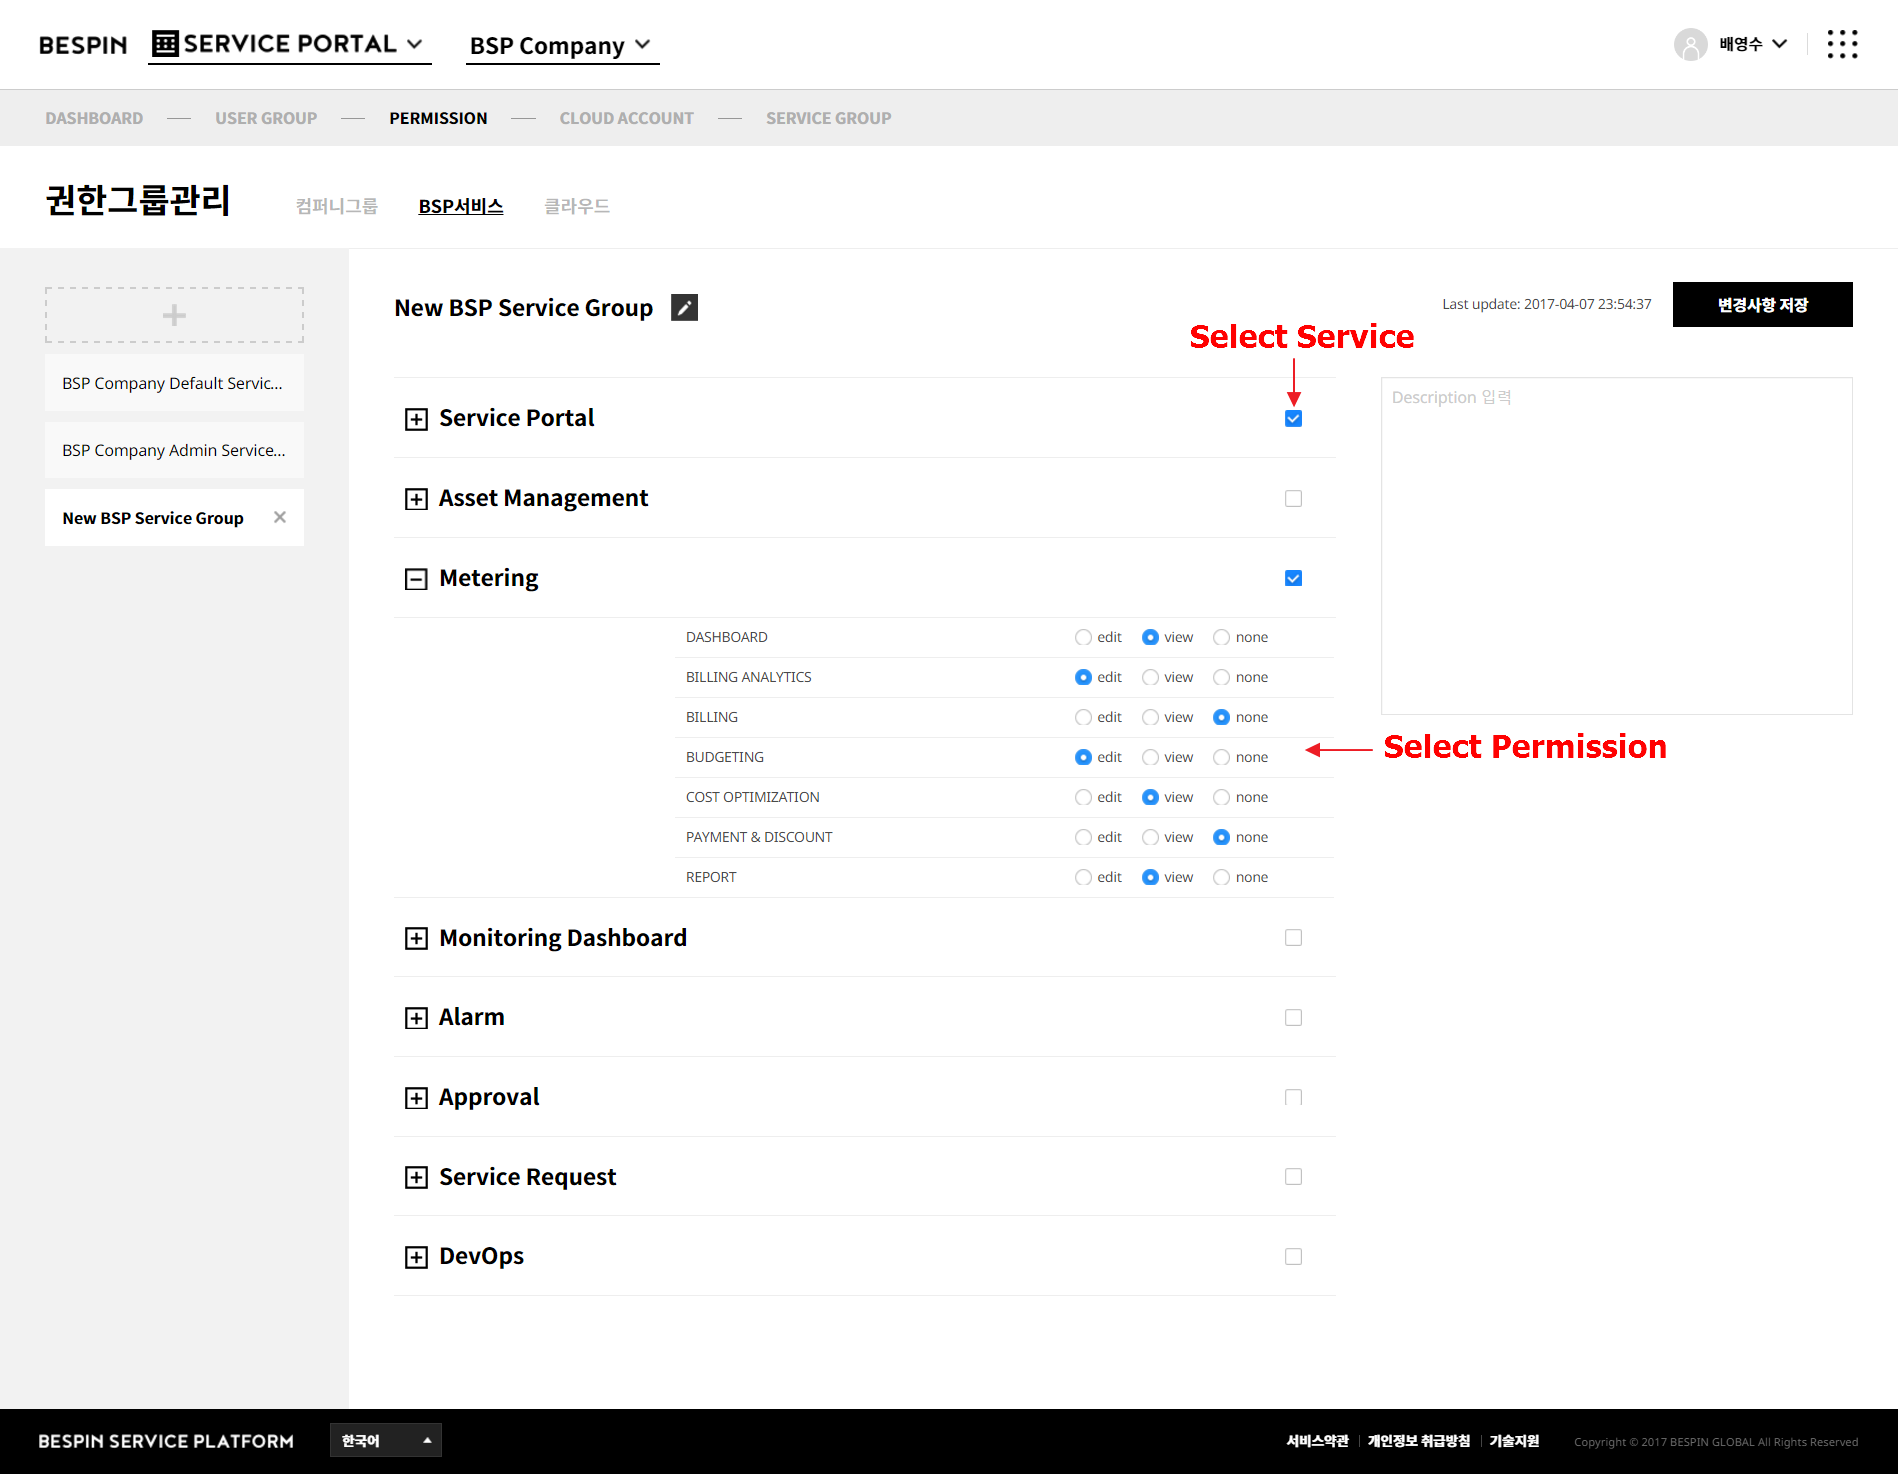 BESPIN SERVICE PORTAL BSP Company 배영수
DASHBOARD USER GROUP PERMISSION CLOUD ACCOUNT SERVICE GROUP
권한그룹관리 컴퍼니그룹 BSP서비스 클라우드
BSP Company Default Servic...
BSP Company Admin Service...
New BSP Service Group
New BSP Service Group
Last update: 2017-04-07 23:54:37 변경사항 저장
Select Service
Service Portal
Asset Management
Metering
DASHBOARD edit view none
BILLING ANALYTICS edit view none
BILLING edit view none
BUDGETING edit view none
COST OPTIMIZATION edit view none
PAYMENT & DISCOUNT edit view none
REPORT edit view none
Monitoring Dashboard
Alarm
Approval
Service Request
DevOps
Description 입력
Select Permission
BESPIN SERVICE PLATFORM 한국어 서비스약관 개인정보 취급방침 기술지원 Copyright © 2017 BESPIN GLOBAL All Rights Reserved